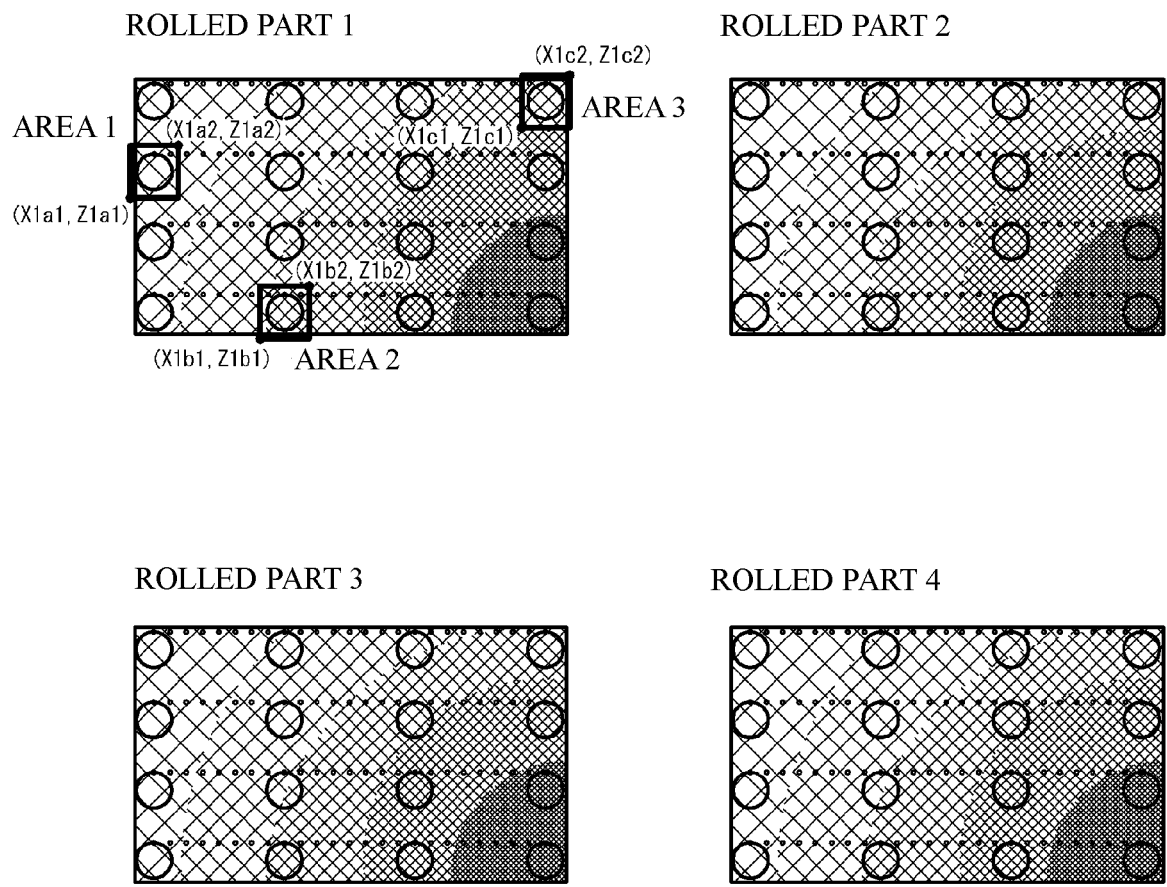 ROLLED PART 1
ROLLED PART 2
(X1c2, Z1c2)
AREA 1
(X1a2, Z1a2)
(X1c1, Z1c1)
AREA 3
(X1a1, Z1a1)
(X1b2, Z1b2)
(X1b1, Z1b1)
AREA 2
ROLLED PART 3
ROLLED PART 4